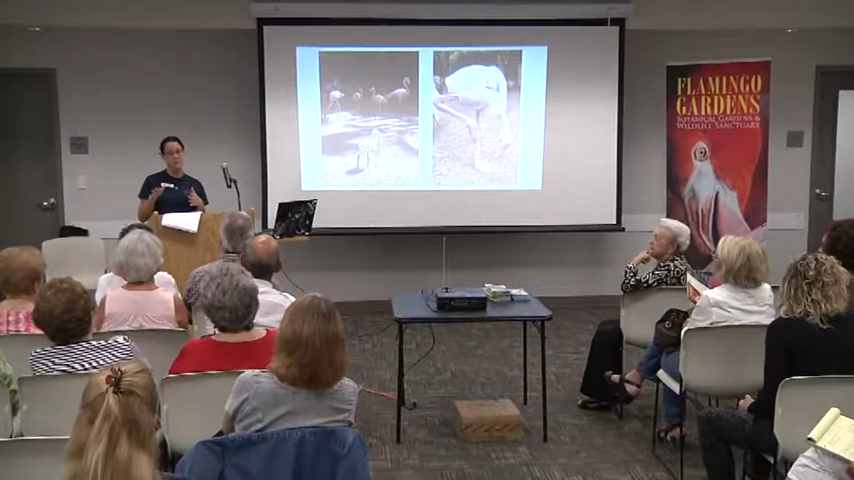 FLAMINGO
GARDENS
BOTANICAL GARDENS &
WILDLIFE SANCTUARY